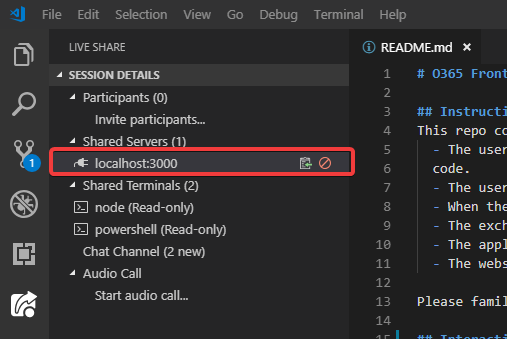 File Edit Selection View Go Debug Terminal Help
LIVE SHARE
SESSION DETAILS
Participants (0)
Invite participants...
Shared Servers (1)
localhost:3000
Shared Terminals (2)
node (Read-only)
powershell (Read-only)
Chat Channel (2 new)
Audio Call
Start audio call...
1
README.md
1 # O365 Front
2
3 ## Instructi
4 This repo co
5 - The user
6 code.
7 - The user
8 - When the
9 - The exch
10 - The appl
11 - The webs
12
13 Please famil
14
15 ## Interacti